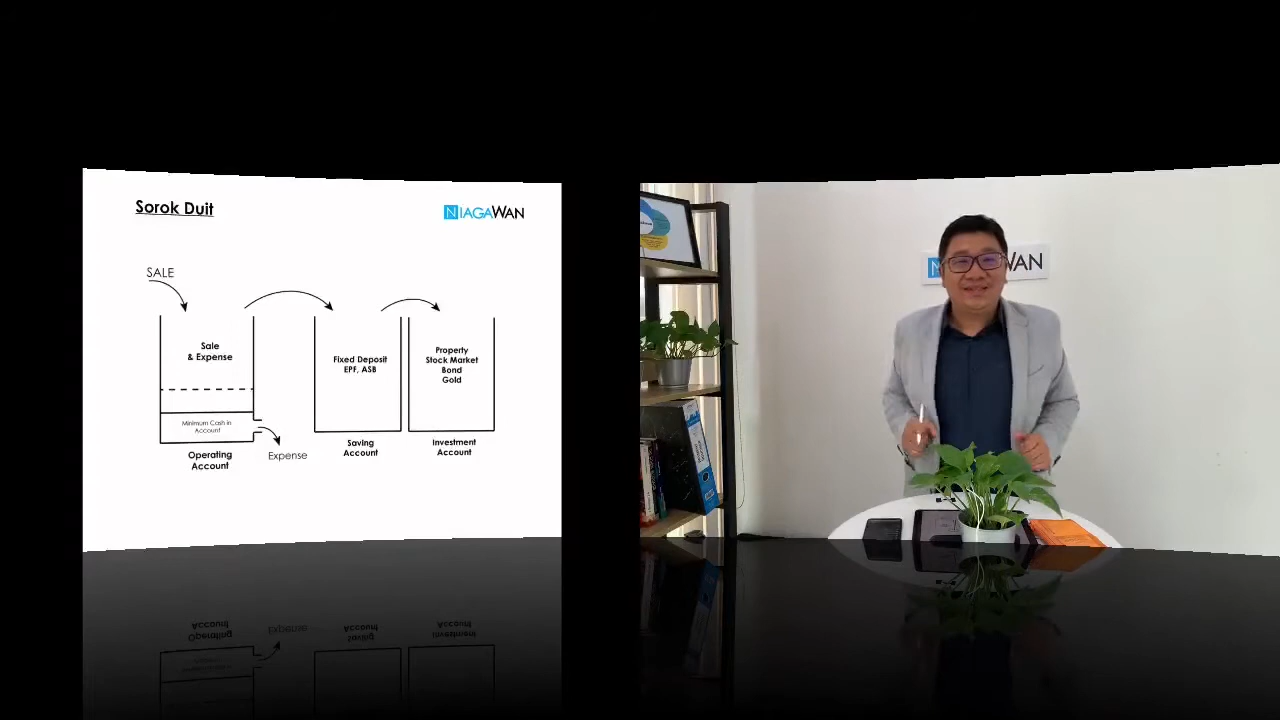 Sorok Duit
NIAGAWAN
SALE
Sale
& Expense
Minimum Cash in
Account
Operating
Account
Expense
Fixed Deposit
EPF, ASB
Saving
Account
Property
Stock Market
Bond
Gold
Investment
Account
WAN